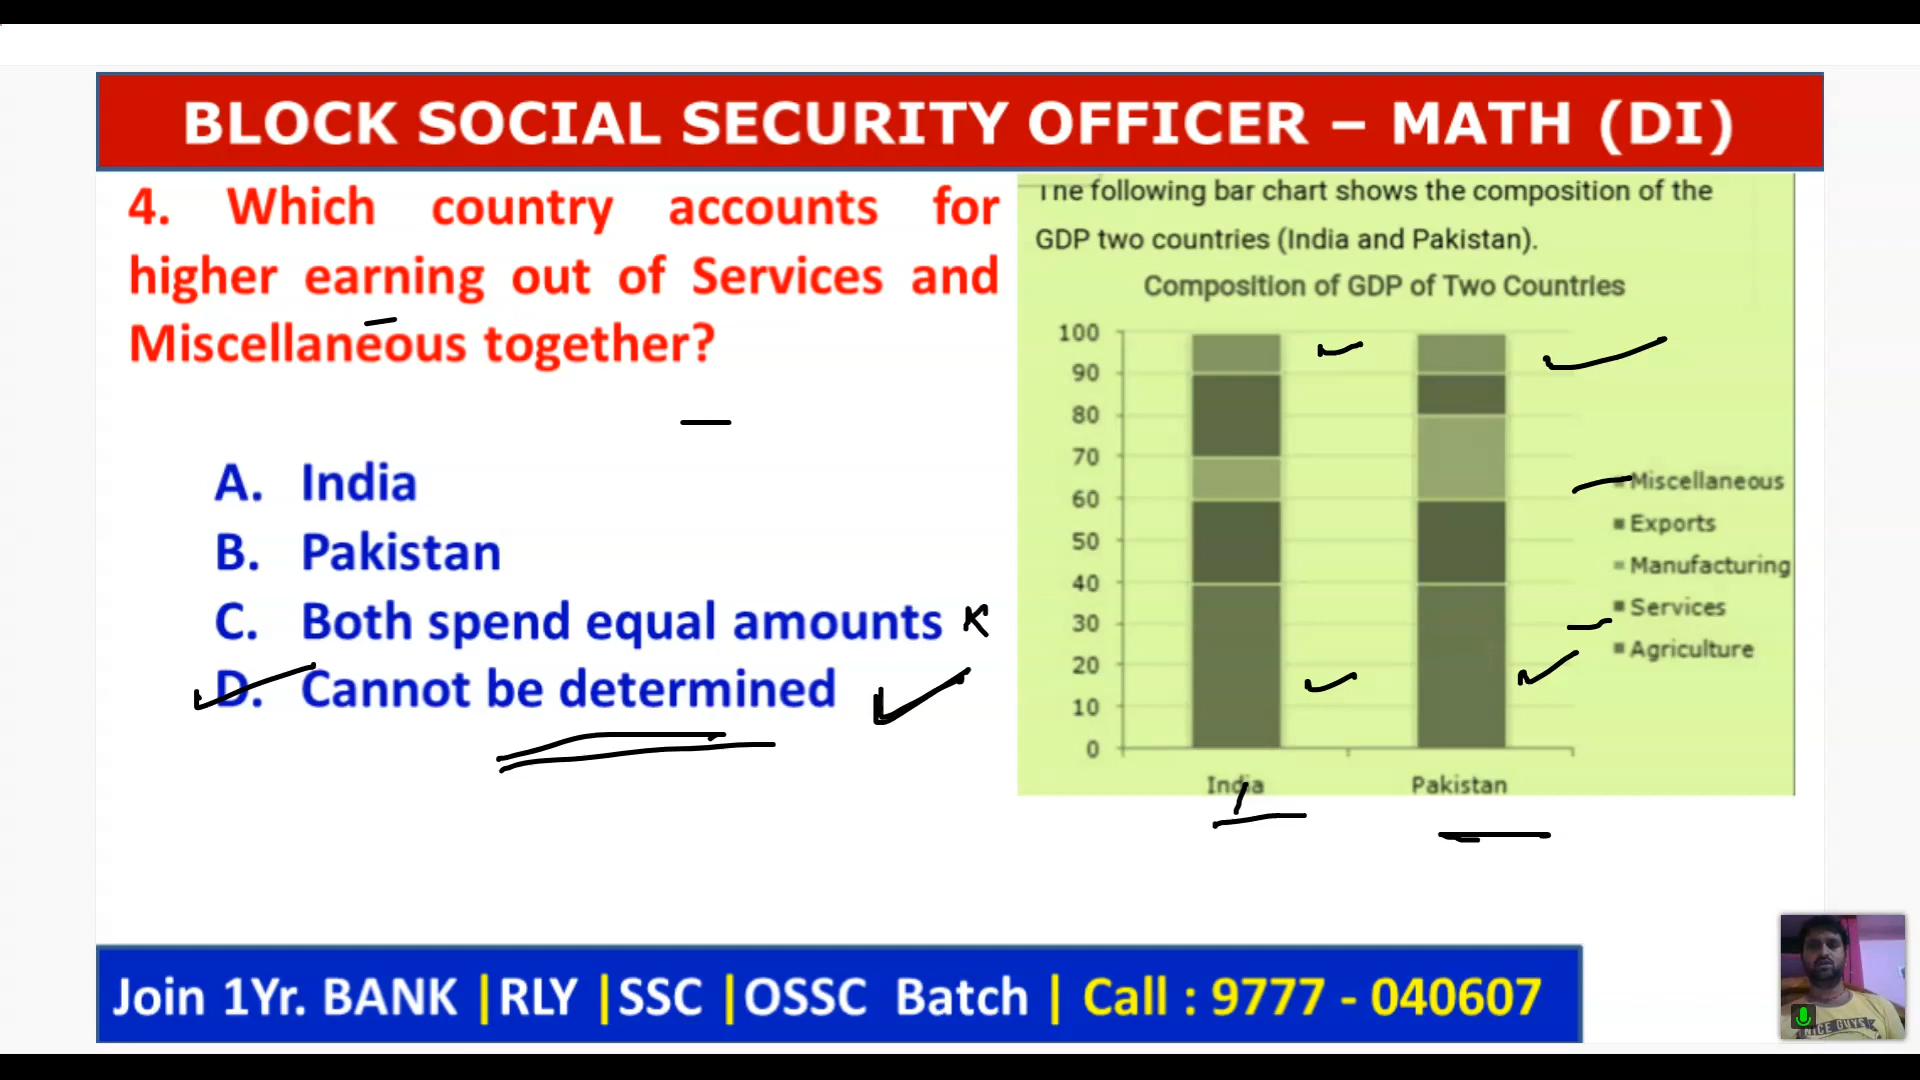 BLOCK SOCIAL SECURITY OFFICER – MATH (DI)
4. Which country accounts for
higher earning out of Services and
Miscellaneous together?
A. India
B. Pakistan
C. Both spend equal amounts
D. Cannot be determined
The following bar chart shows the composition of the
GDP two countries (India and Pakistan).
Composition of GDP of Two Countries
100
90
80
70
60
50
40
30
20
10
0
Miscellaneous
Exports
Manufacturing
Services
Agriculture
India Pakistan
Join 1Yr. BANK |RLY |SSC |OSSC Batch | Call : 9777 - 040607
NICE GUYS